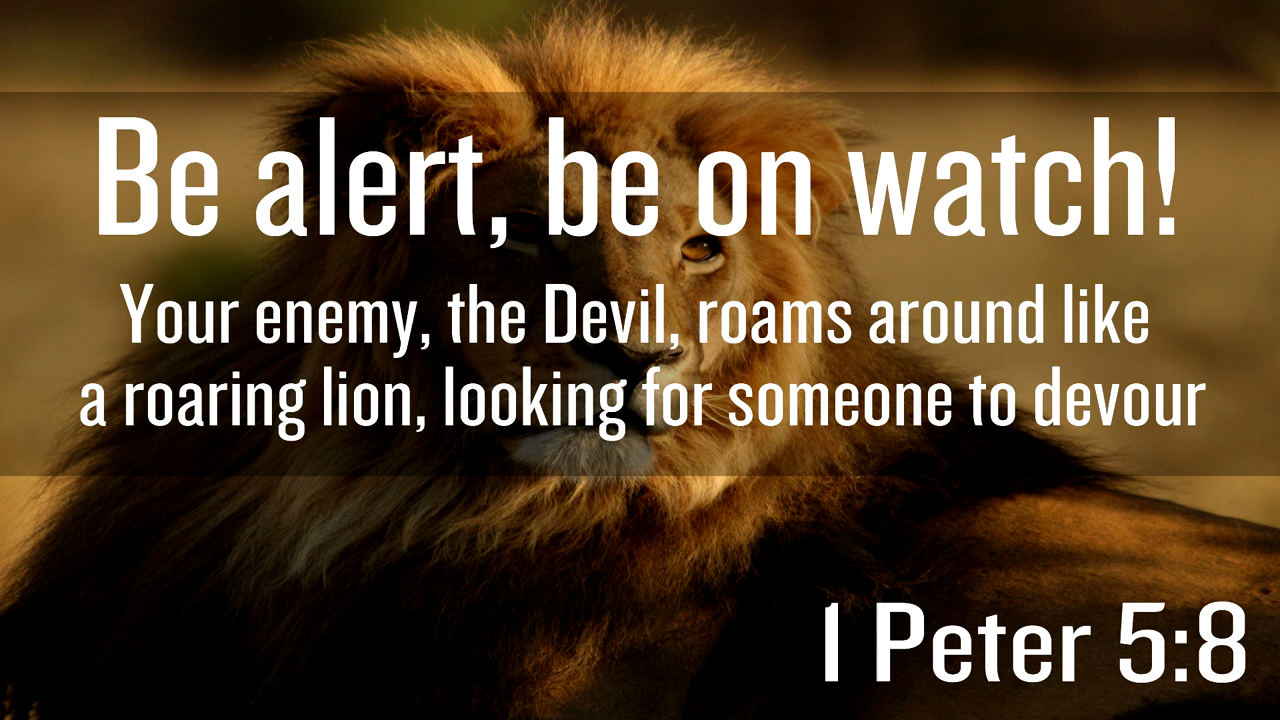 Be alert, be on watch!
Your enemy, the Devil, roams around like
a roaring lion, looking for someone to devour
1 Peter 5:8